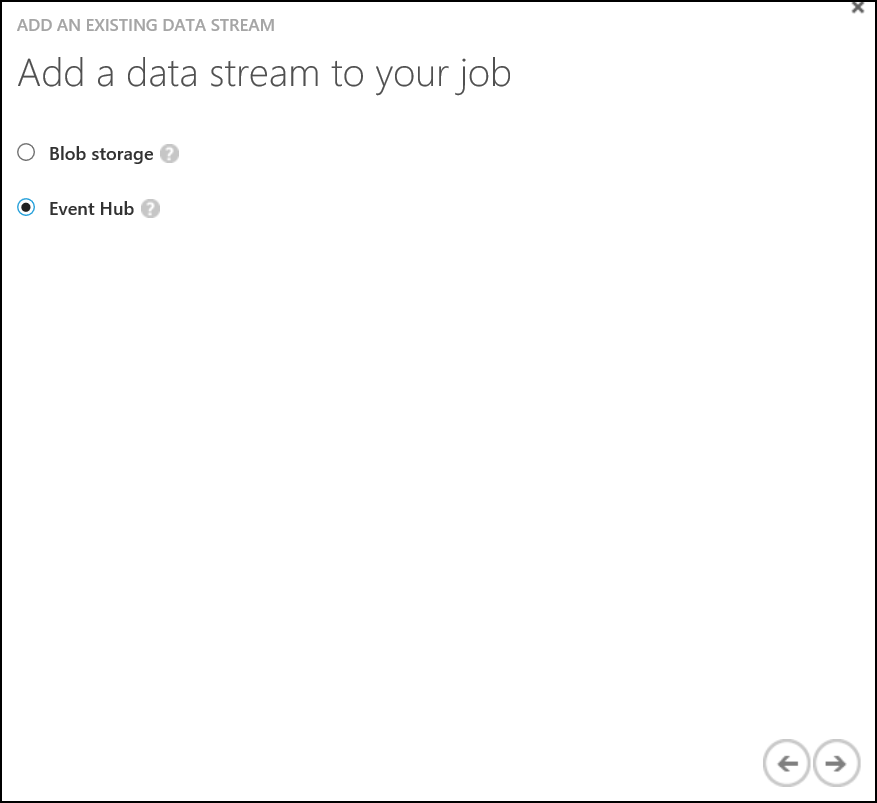 ADD AN EXISTING DATA STREAM
Add a data stream to your job
Blob storage ?
Event Hub ?